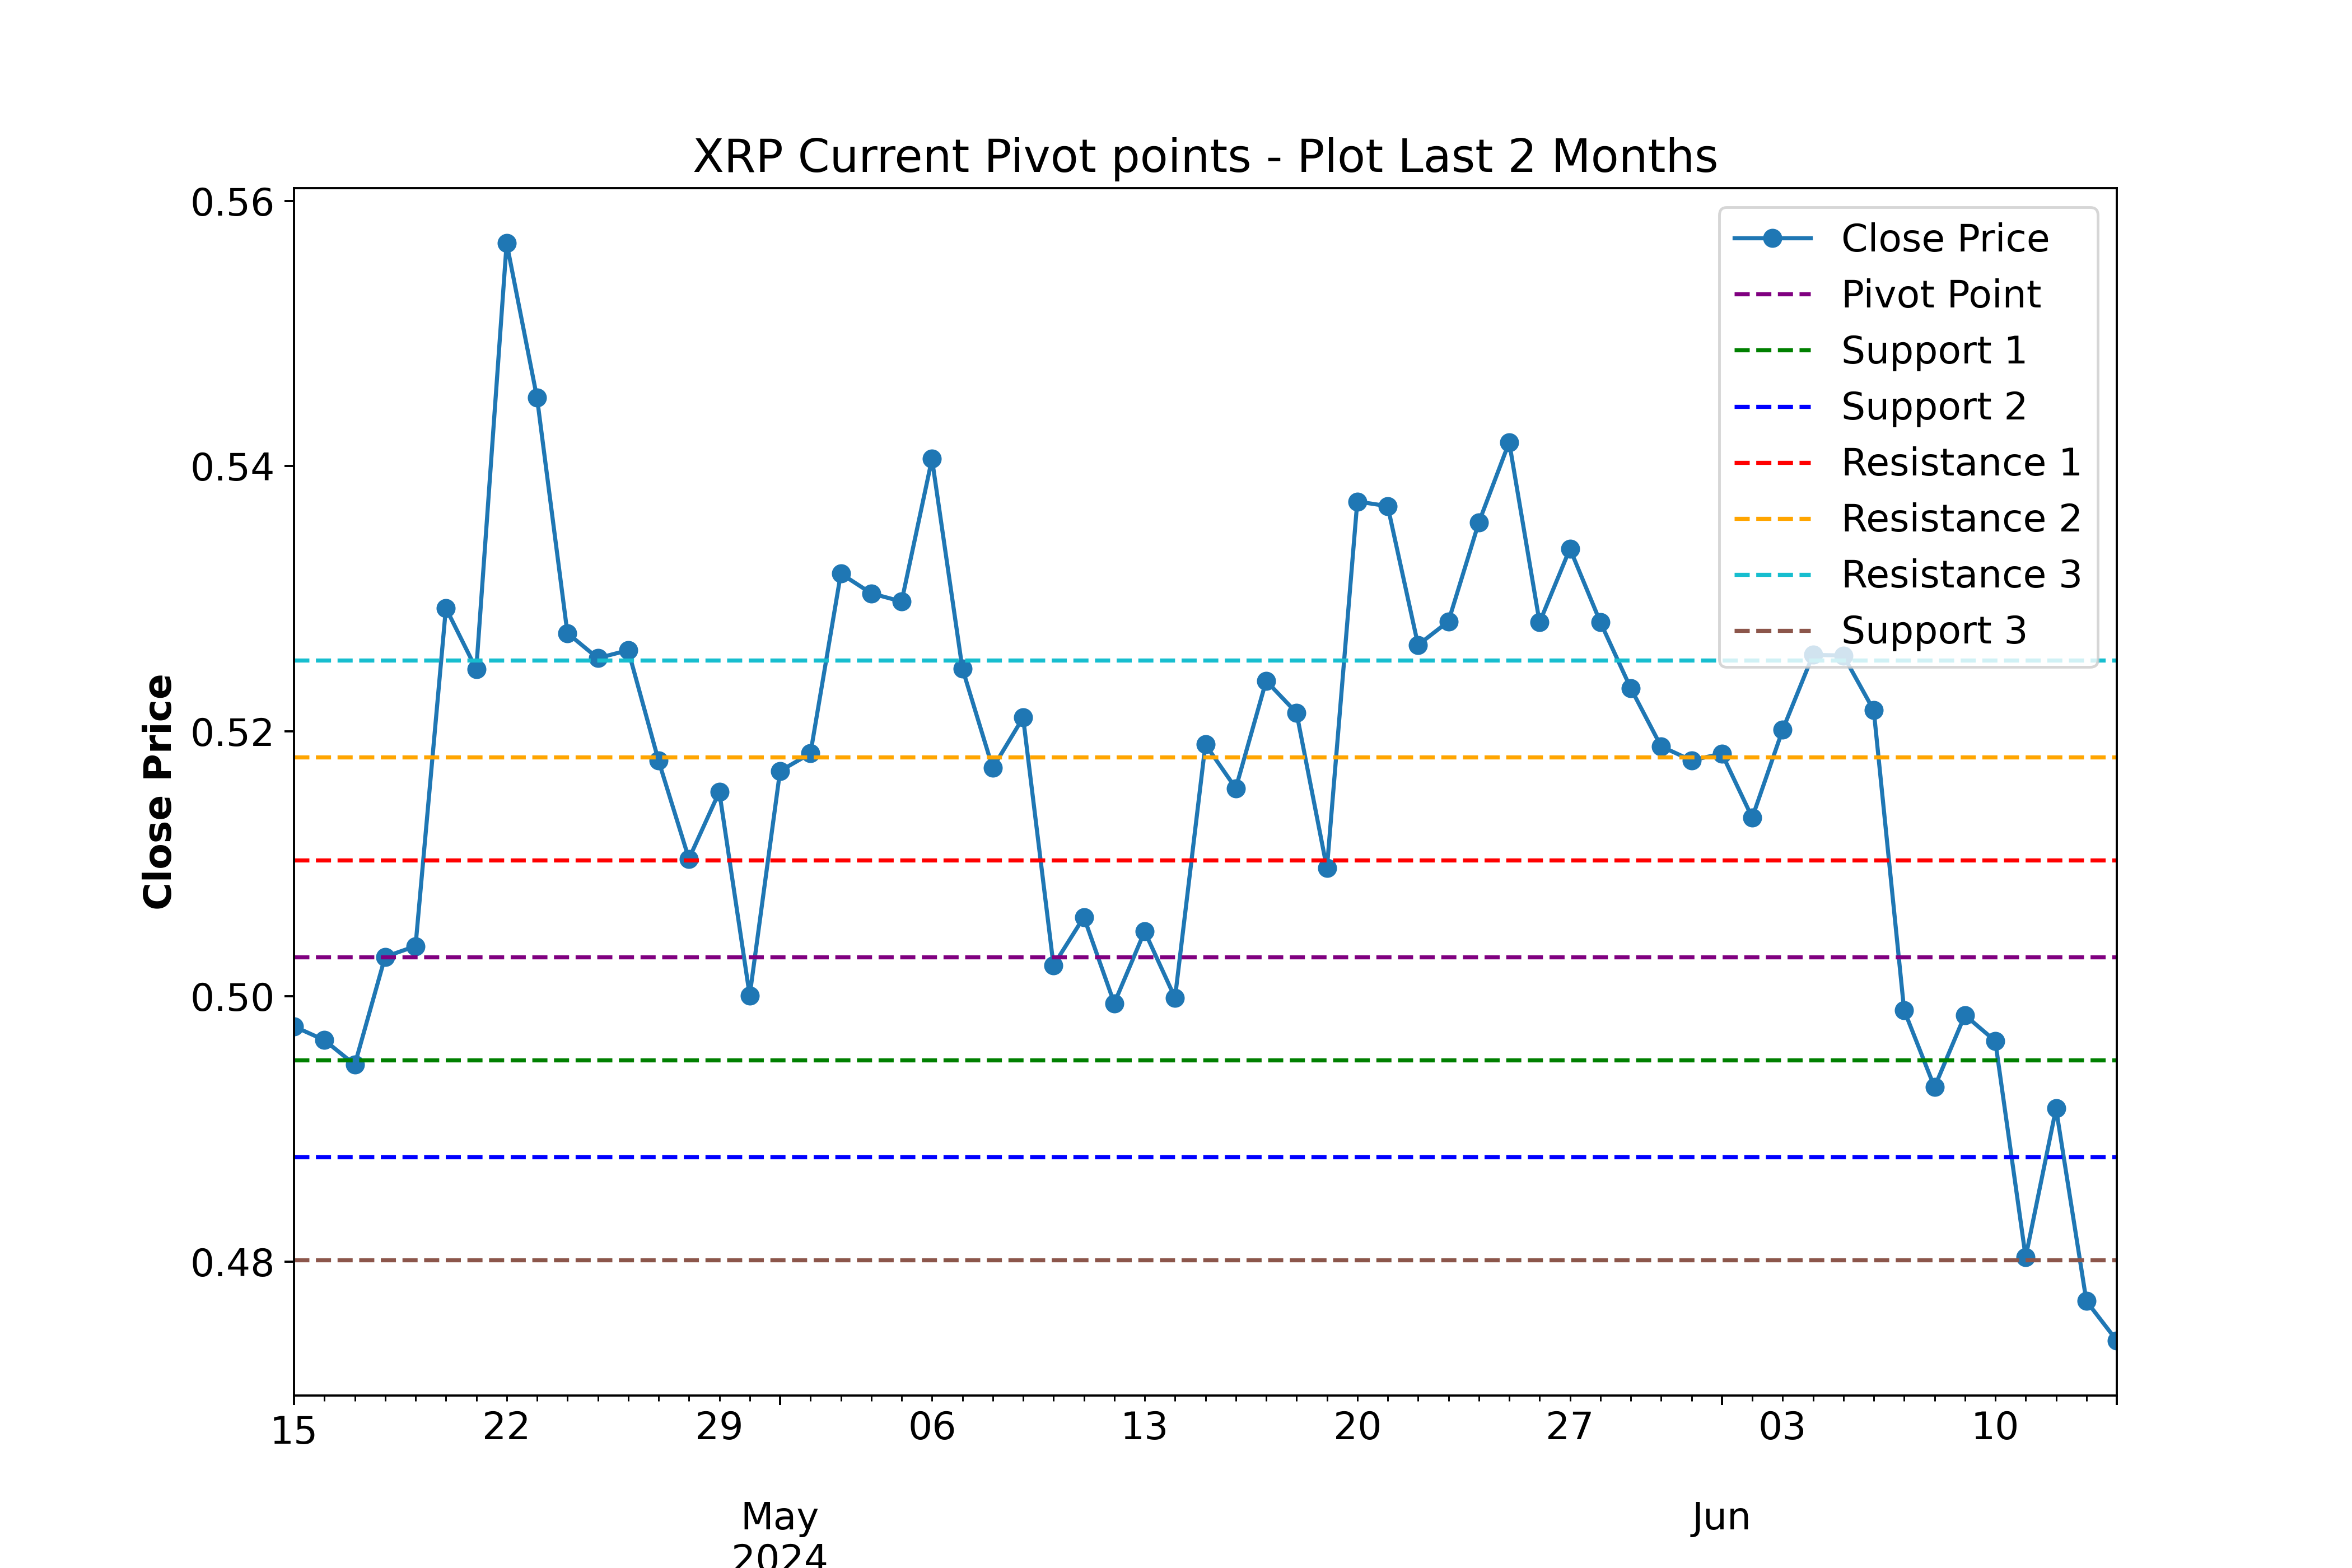 XRP Current Pivot points - Plot Last 2 Months
0.56
0.54
0.52
0.50
0.48
Close Price
Close Price
Pivot Point
Support 1
Support 2
Resistance 1
Resistance 2
Resistance 3
Support 3
15 22 29 06 13 20 27 03 10
May Jun
2024